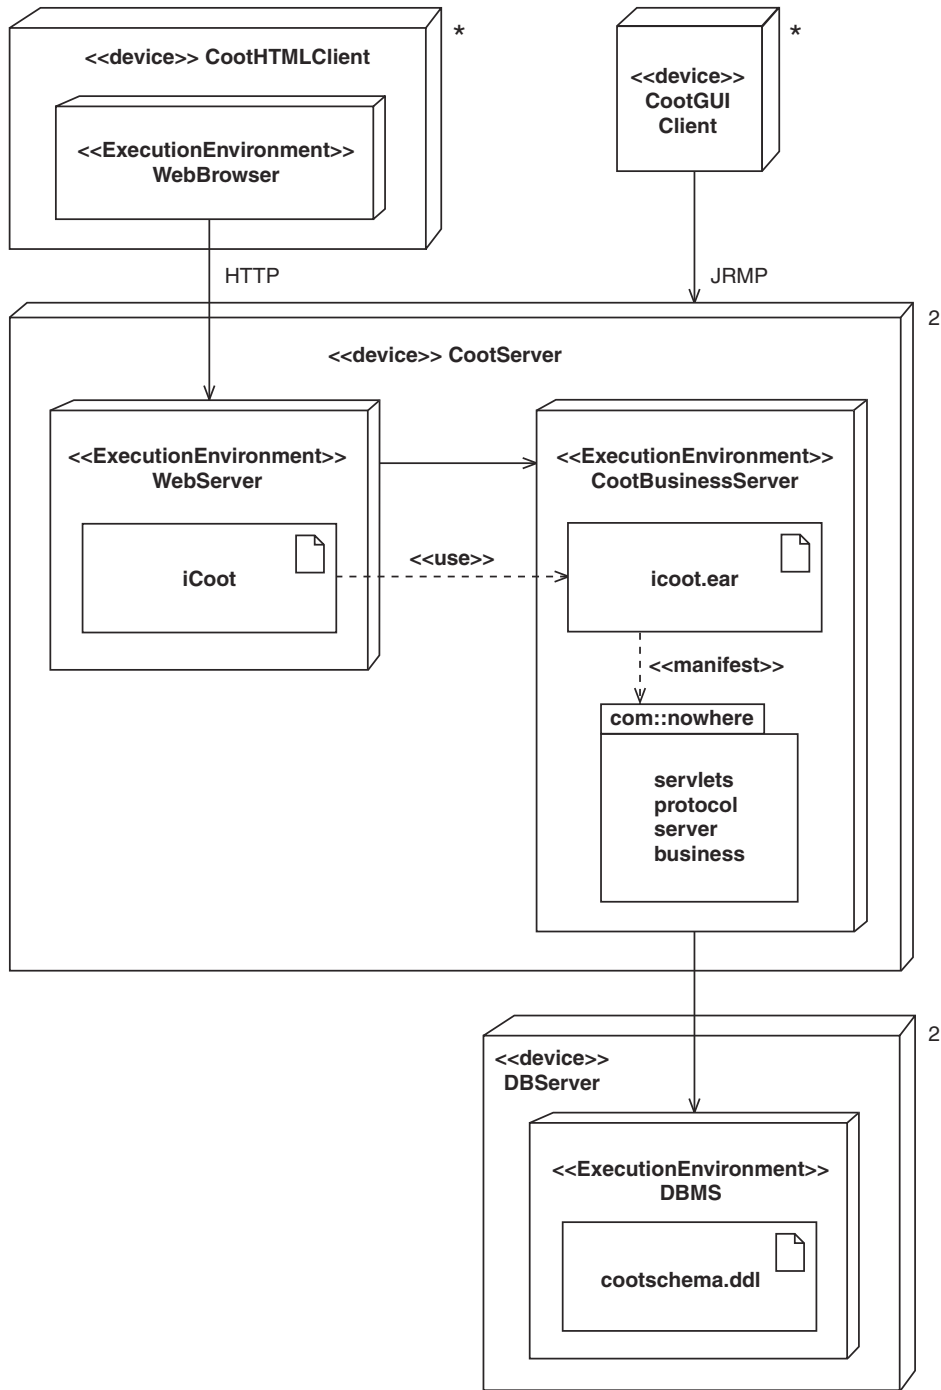 *
<<device>> CootHTMLClient
<<ExecutionEnvironment>>
WebBrowser
*
<<device>>
CootGUI
Client
HTTP
JRMP
2
<<device>> CootServer
<<ExecutionEnvironment>>
WebServer
iCoot
<<use>>
<<ExecutionEnvironment>>
CootBusinessServer
icoot.ear
<<manifest>>
com::nowhere
servlets
protocol
server
business
2
<<device>>
DBServer
<<ExecutionEnvironment>>
DBMS
cootschema.ddl